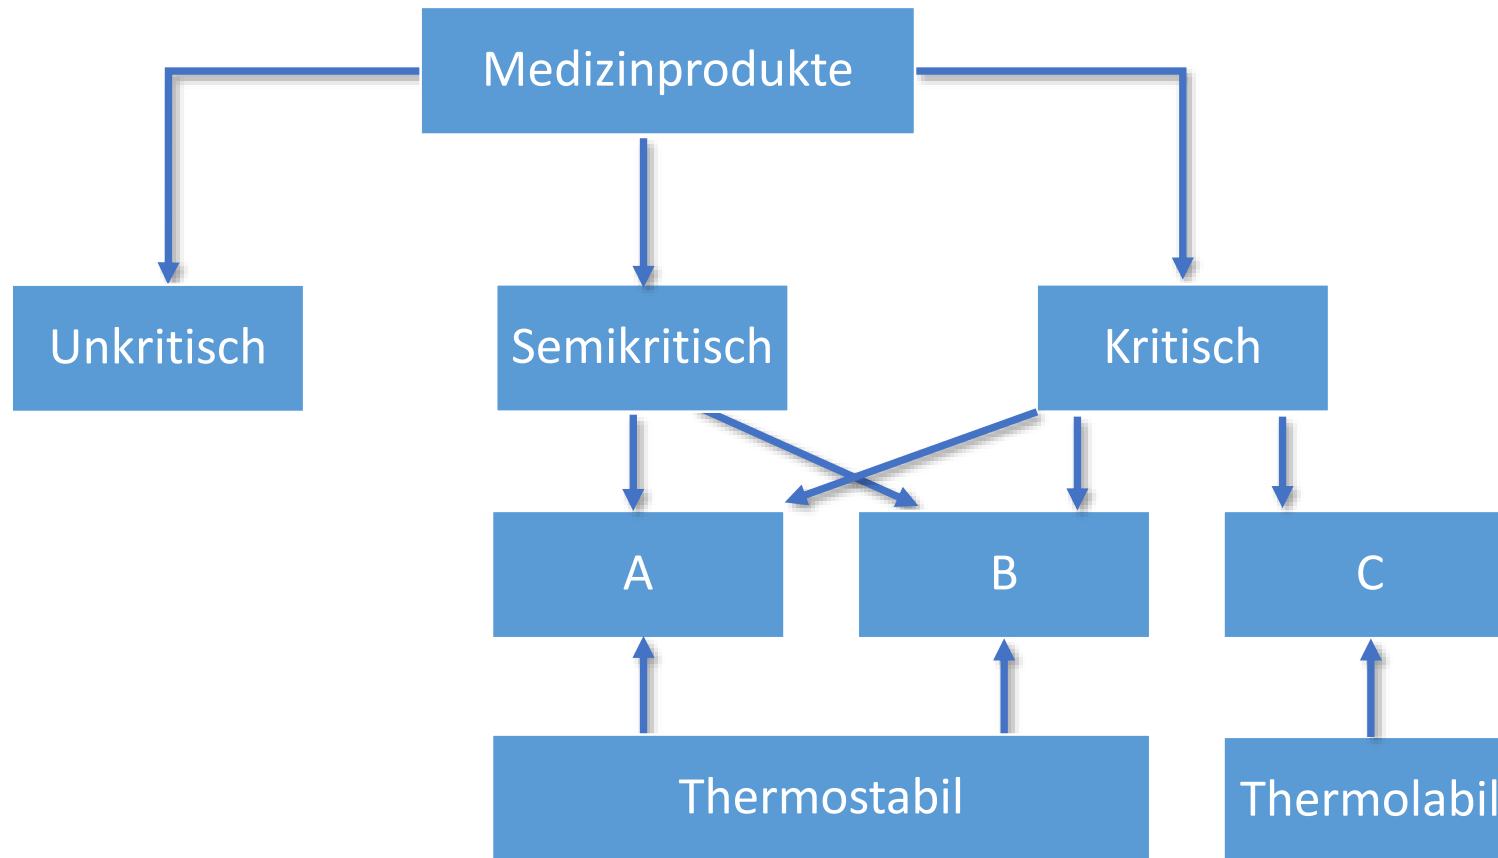 Medizinprodukte
Unkritisch
Semikritisch
Kritisch
A
B
C
Thermostabil
Thermolabil